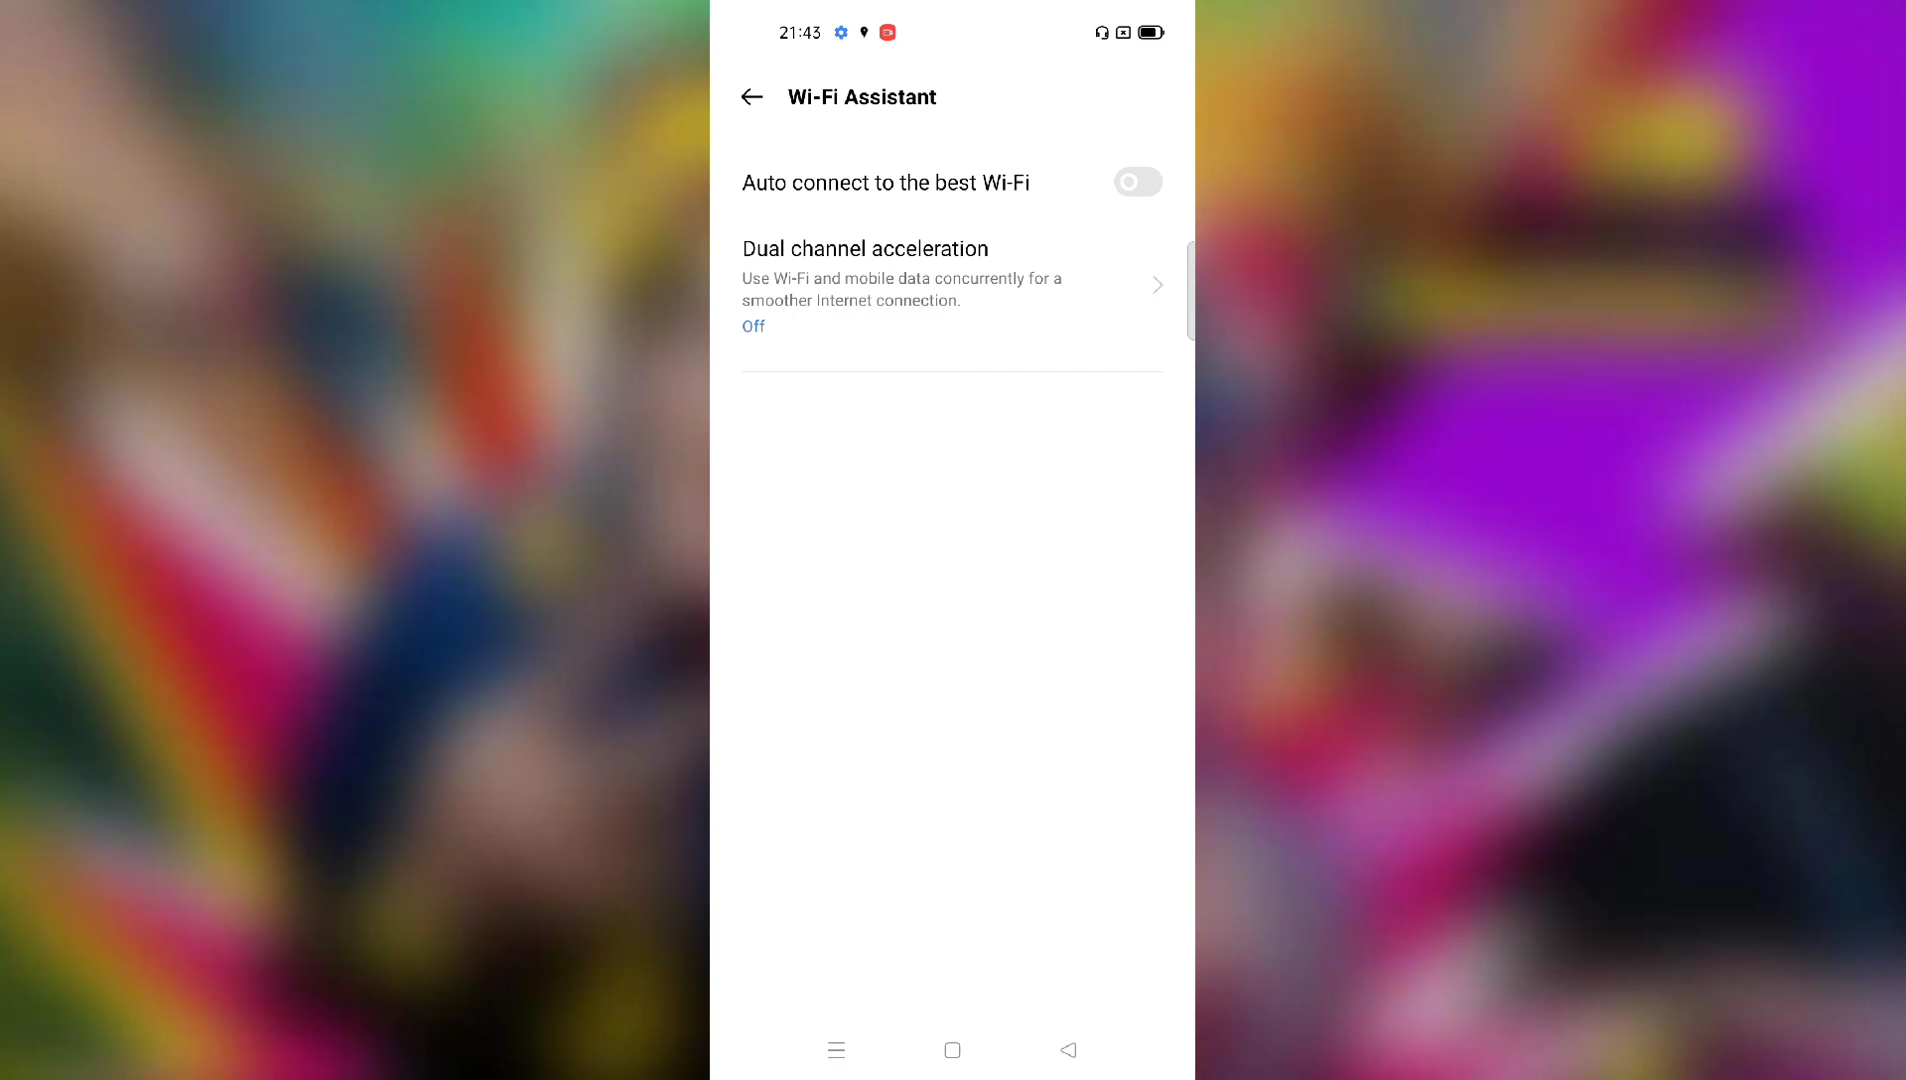 21:43
Wi-Fi Assistant
Auto connect to the best Wi-Fi
Dual channel acceleration
Use Wi-Fi and mobile data concurrently for a
smoother Internet connection.
Off